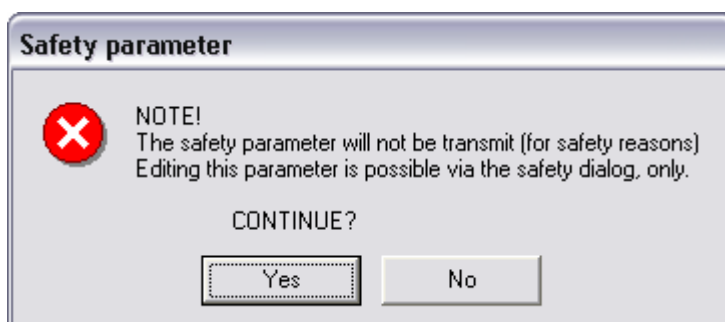 Safety parameter
NOTE!
The safety parameter will not be transmit (for safety reasons)
Editing this parameter is possible via the safety dialog, only.
CONTINUE?
Yes No